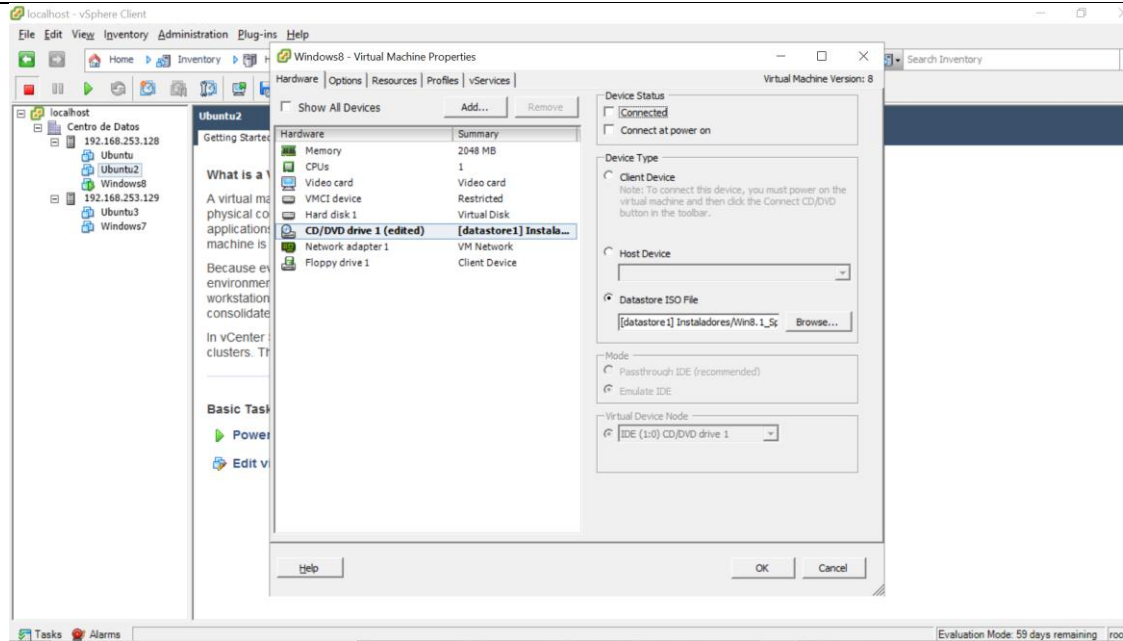 localhost - vSphere Client
File Edit View Inventory Administration Plug-ins Help
Home Inventory
Search Inventory
localhost
Centro de Datos
192.168.253.128
Ubuntu
Ubuntu2
Windows8
192.168.253.129
Ubuntu3
Windows7
Ubuntu2
Getting Starte
What is a
A virtual ma
physical co
application
machine is
Because ev
environmer
workstation
consolidate
In vCenter
clusters. Th
Basic Task
Power
Edit vi
Windows8 - Virtual Machine Properties
Hardware Options Resources Profiles vServices
Virtual Machine Version: 8
Show All Devices Add... Remove
Hardware Summary
Memory 2048 MB
CPUs 1
Video card Video card
VMCI device Restricted
Hard disk 1 Virtual Disk
CD/DVD drive 1 (edited) [datastore1] Instala...
Network adapter 1 VM Network
Floppy drive 1 Client Device
Device Status
Connected
Connect at power on
Device Type
Client Device
Note: To connect this device, you must power on the
virtual machine and then click the Connect CD/DVD
button in the toolbar.
Host Device
Datastore ISO File
[datastore1] Instaladores/Win8.1_Sp Browse...
Mode
Passthrough IDE (recommended)
Emulate IDE
Virtual Device Node
IDE (1:0) CD/DVD drive 1
Help OK Cancel
Tasks Alarms
Evaluation Mode: 59 days remaining roo